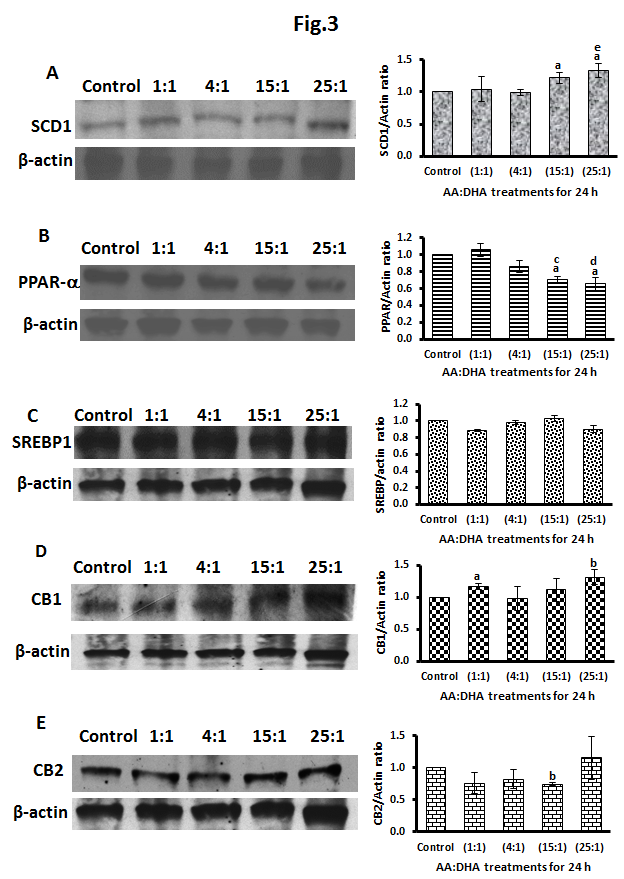 Fig.3
A
Control 1:1 4:1 15:1 25:1
SCD1
β-actin
SCD1/Actin ratio
1.5
1.0
0.5
0.0
a
e
a
Control (1:1) (4:1) (15:1) (25:1)
AA:DHA treatments for 24 h
B
Control 1:1 4:1 15:1 25:1
PPAR-α
β-actin
PPAR/Actin ratio
1.2
1.0
0.8
0.6
0.4
0.2
0.0
c
a
d
a
Control (1:1) (4:1) (15:1) (25:1)
AA:DHA treatments for 24 h
C
Control 1:1 4:1 15:1 25:1
SREBP1
β-actin
SREBP/actin ratio
1.2
1.0
0.8
0.6
0.4
0.2
0.0
Control (1:1) (4:1) (15:1) (25:1)
AA:DHA treatments for 24 h
D
Control 1:1 4:1 15:1 25:1
CB1
β-actin
CB1/Actin ratio
1.5
1.0
0.5
0.0
a
b
Control (1:1) (4:1) (15:1) (25:1)
AA:DHA treatments for 24 h
E
Control 1:1 4:1 15:1 25:1
CB2
β-actin
CB2/Actin ratio
1.5
1.0
0.5
0.0
b
Control (1:1) (4:1) (15:1) (25:1)
AA:DHA treatments for 24 h